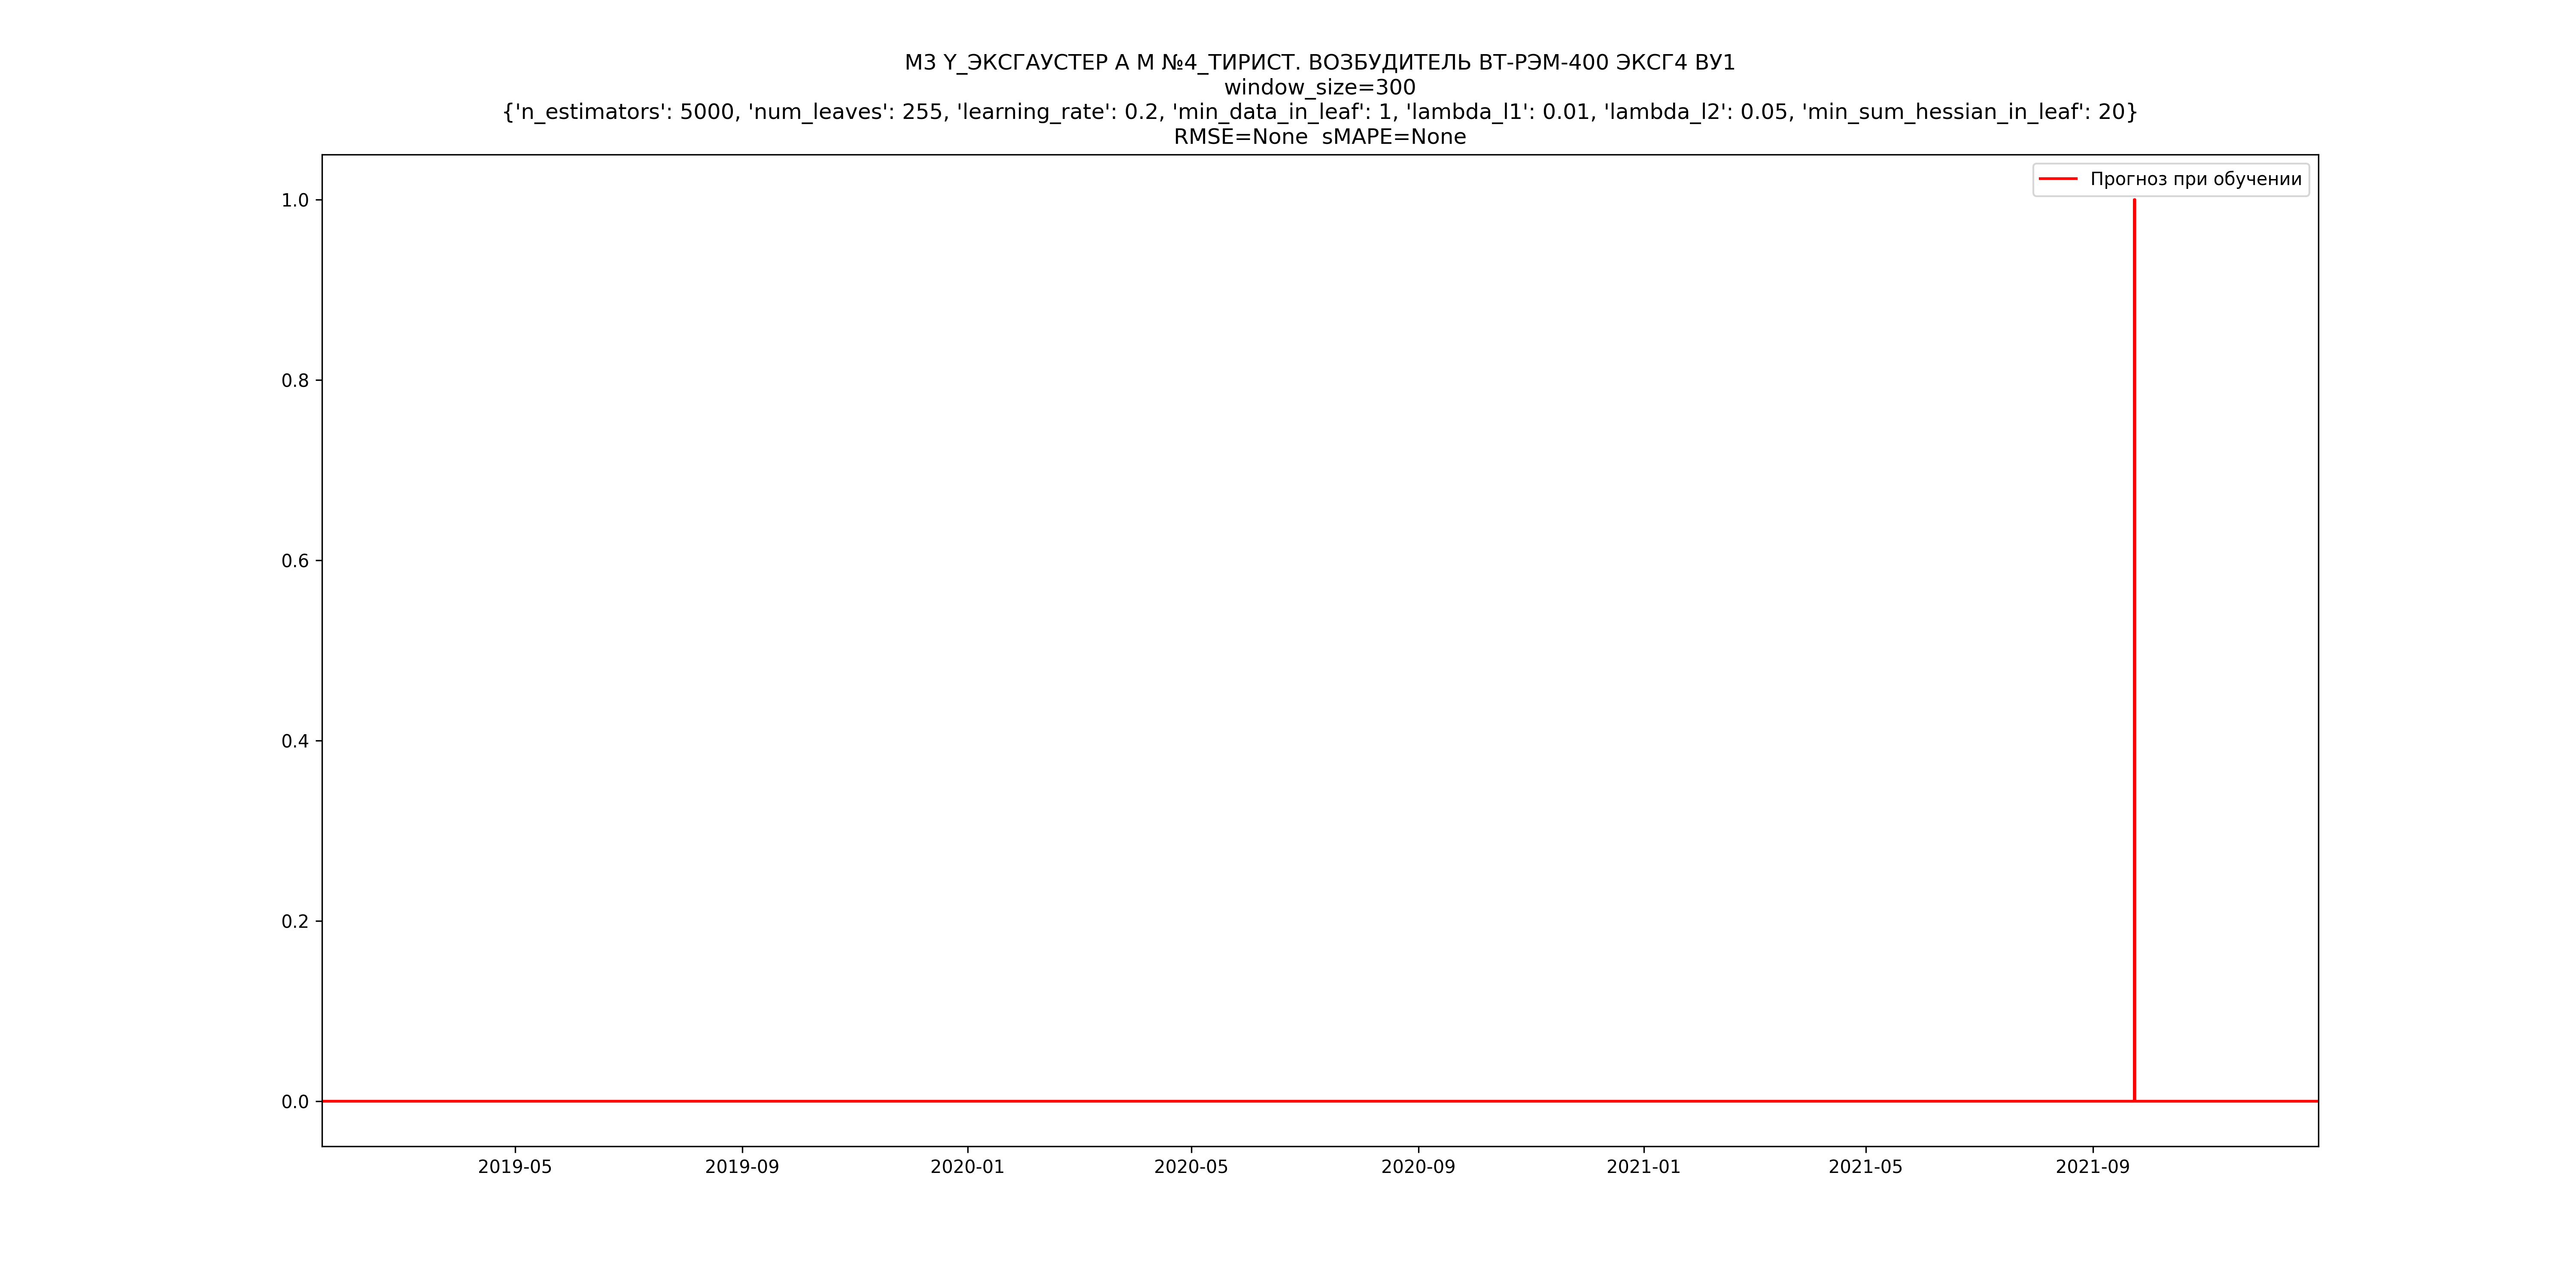 М3 Y_ЭКСГАУСТЕР А М №4_ТИРИСТ. ВОЗБУДИТЕЛЬ ВТ-РЭМ-400 ЭКСГ4 ВУ1
window_size=300
{'n_estimators': 5000, 'num_leaves': 255, 'learning_rate': 0.2, 'min_data_in_leaf': 1, 'lambda_l1': 0.01, 'lambda_l2': 0.05, 'min_sum_hessian_in_leaf': 20}
RMSE=None  sMAPE=None
Прогноз при обучении
1.0
0.8
0.6
0.4
0.2
0.0
2019-05
2019-09
2020-01
2020-05
2020-09
2021-01
2021-05
2021-09